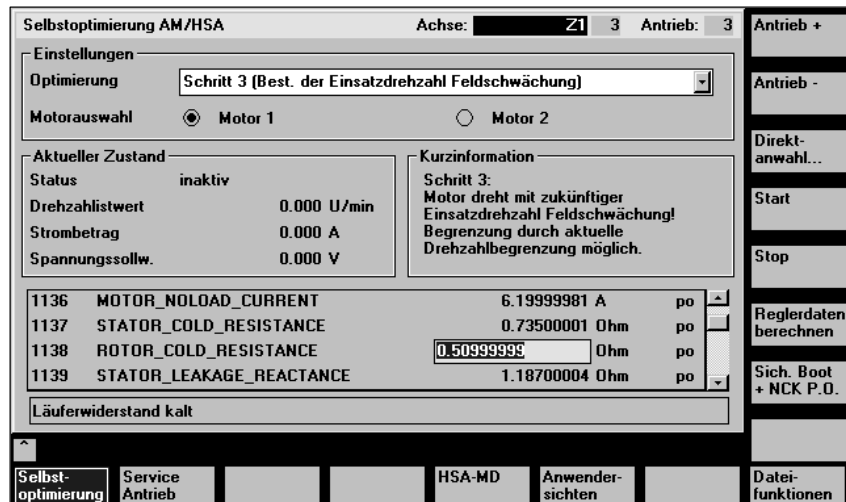 Selbstoptimierung AM/HSA Achse: Z1 3 Antrieb: 3
Einstellungen
Optimierung Schritt 3 (Best. der Einsatzdrehzahl Feldschwächung)
Motorauswahl Motor 1 Motor 2
Aktueller Zustand
Status inaktiv
Drehzahlistwert 0.000 U/min
Strombetrag 0.000 A
Spannungssollw. 0.000 V
Kurzinformation
Schritt 3:
Motor dreht mit zukünftiger
Einsatzdrehzahl Feldschwächung!
Begrenzung durch aktuelle
Drehzahlbegrenzung möglich.
1136 MOTOR_NOLOAD_CURRENT 6.19999981 A po
1137 STATOR_COLD_RESISTANCE 0.73500001 Ohm po
1138 ROTOR_COLD_RESISTANCE 0.50999999 Ohm po
1139 STATOR_LEAKAGE_REACTANCE 1.18700004 Ohm po
Läuferwiderstand kalt
Antrieb +
Antrieb -
Direkt-
anwahl...
Start
Stop
Reglerdaten
berechnen
Sich. Boot
+ NCK P.O.
^
Selbst-
optimierung
Service
Antrieb
HSA-MD
Anwender-
sichten
Datei-
funktionen